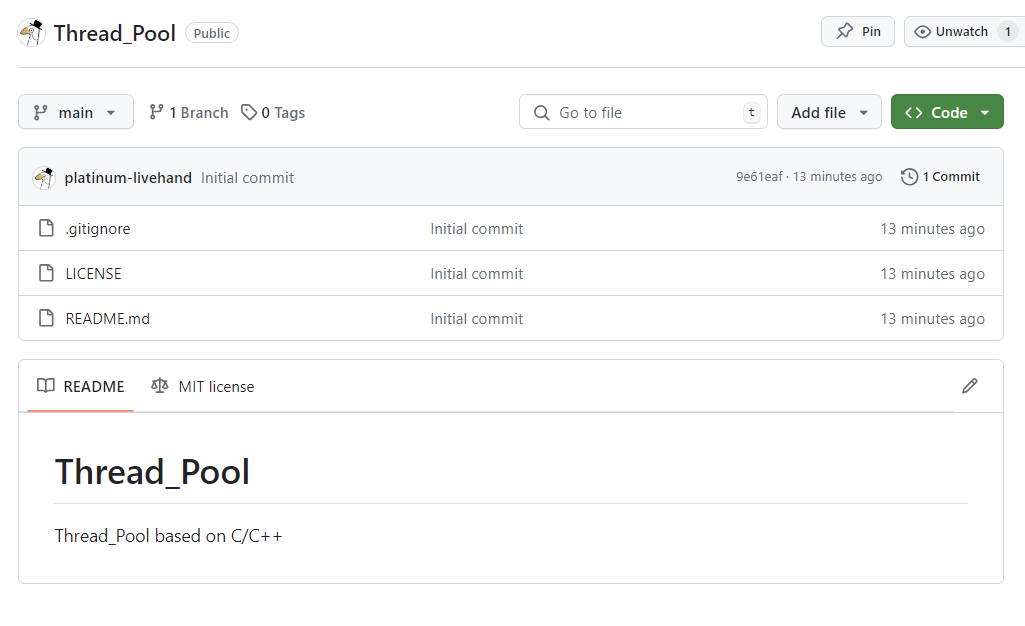 Thread_Pool Public Pin Unwatch 1
main 1 Branch 0 Tags Go to file t Add file Code
platinum-livehand Initial commit 9e61eaf · 13 minutes ago 1 Commit
.gitignore Initial commit 13 minutes ago
LICENSE Initial commit 13 minutes ago
README.md Initial commit 13 minutes ago
README MIT license
Thread_Pool
Thread_Pool based on C/C++